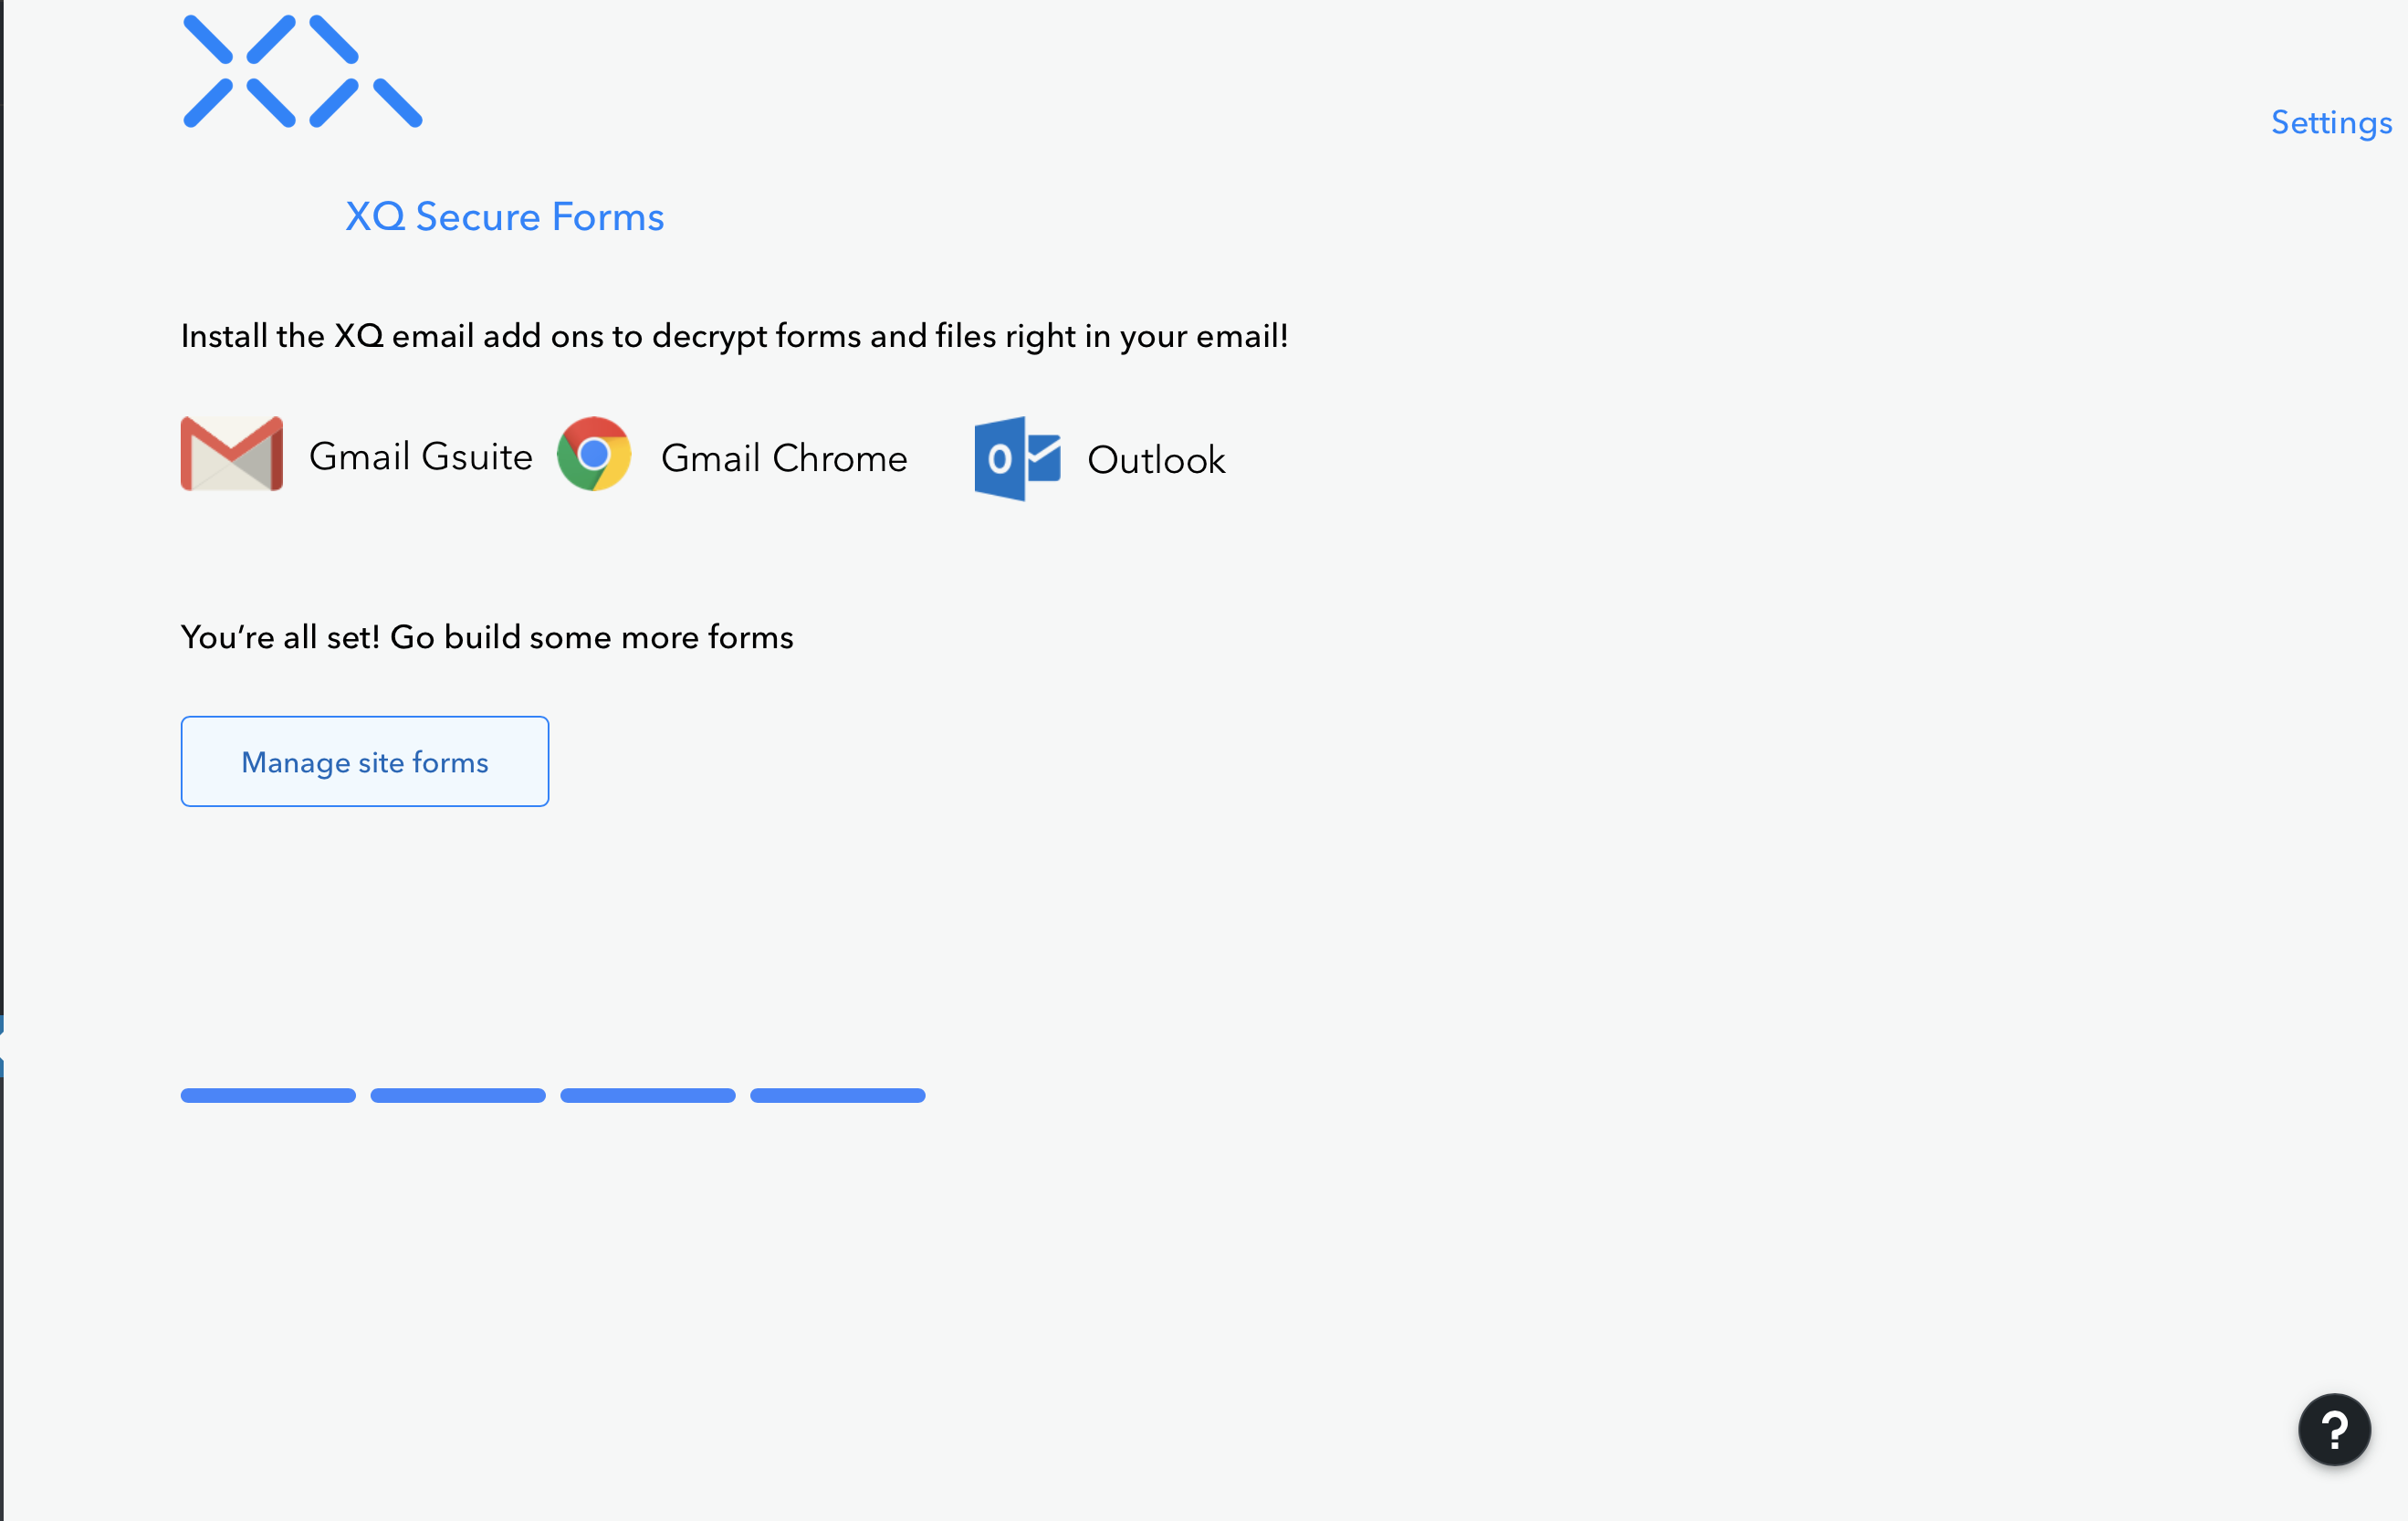 XQ
Settings
XQ Secure Forms
Install the XQ email add ons to decrypt forms and files right in your email!
Gmail Gsuite
Gmail Chrome
Outlook
You’re all set! Go build some more forms
Manage site forms
?